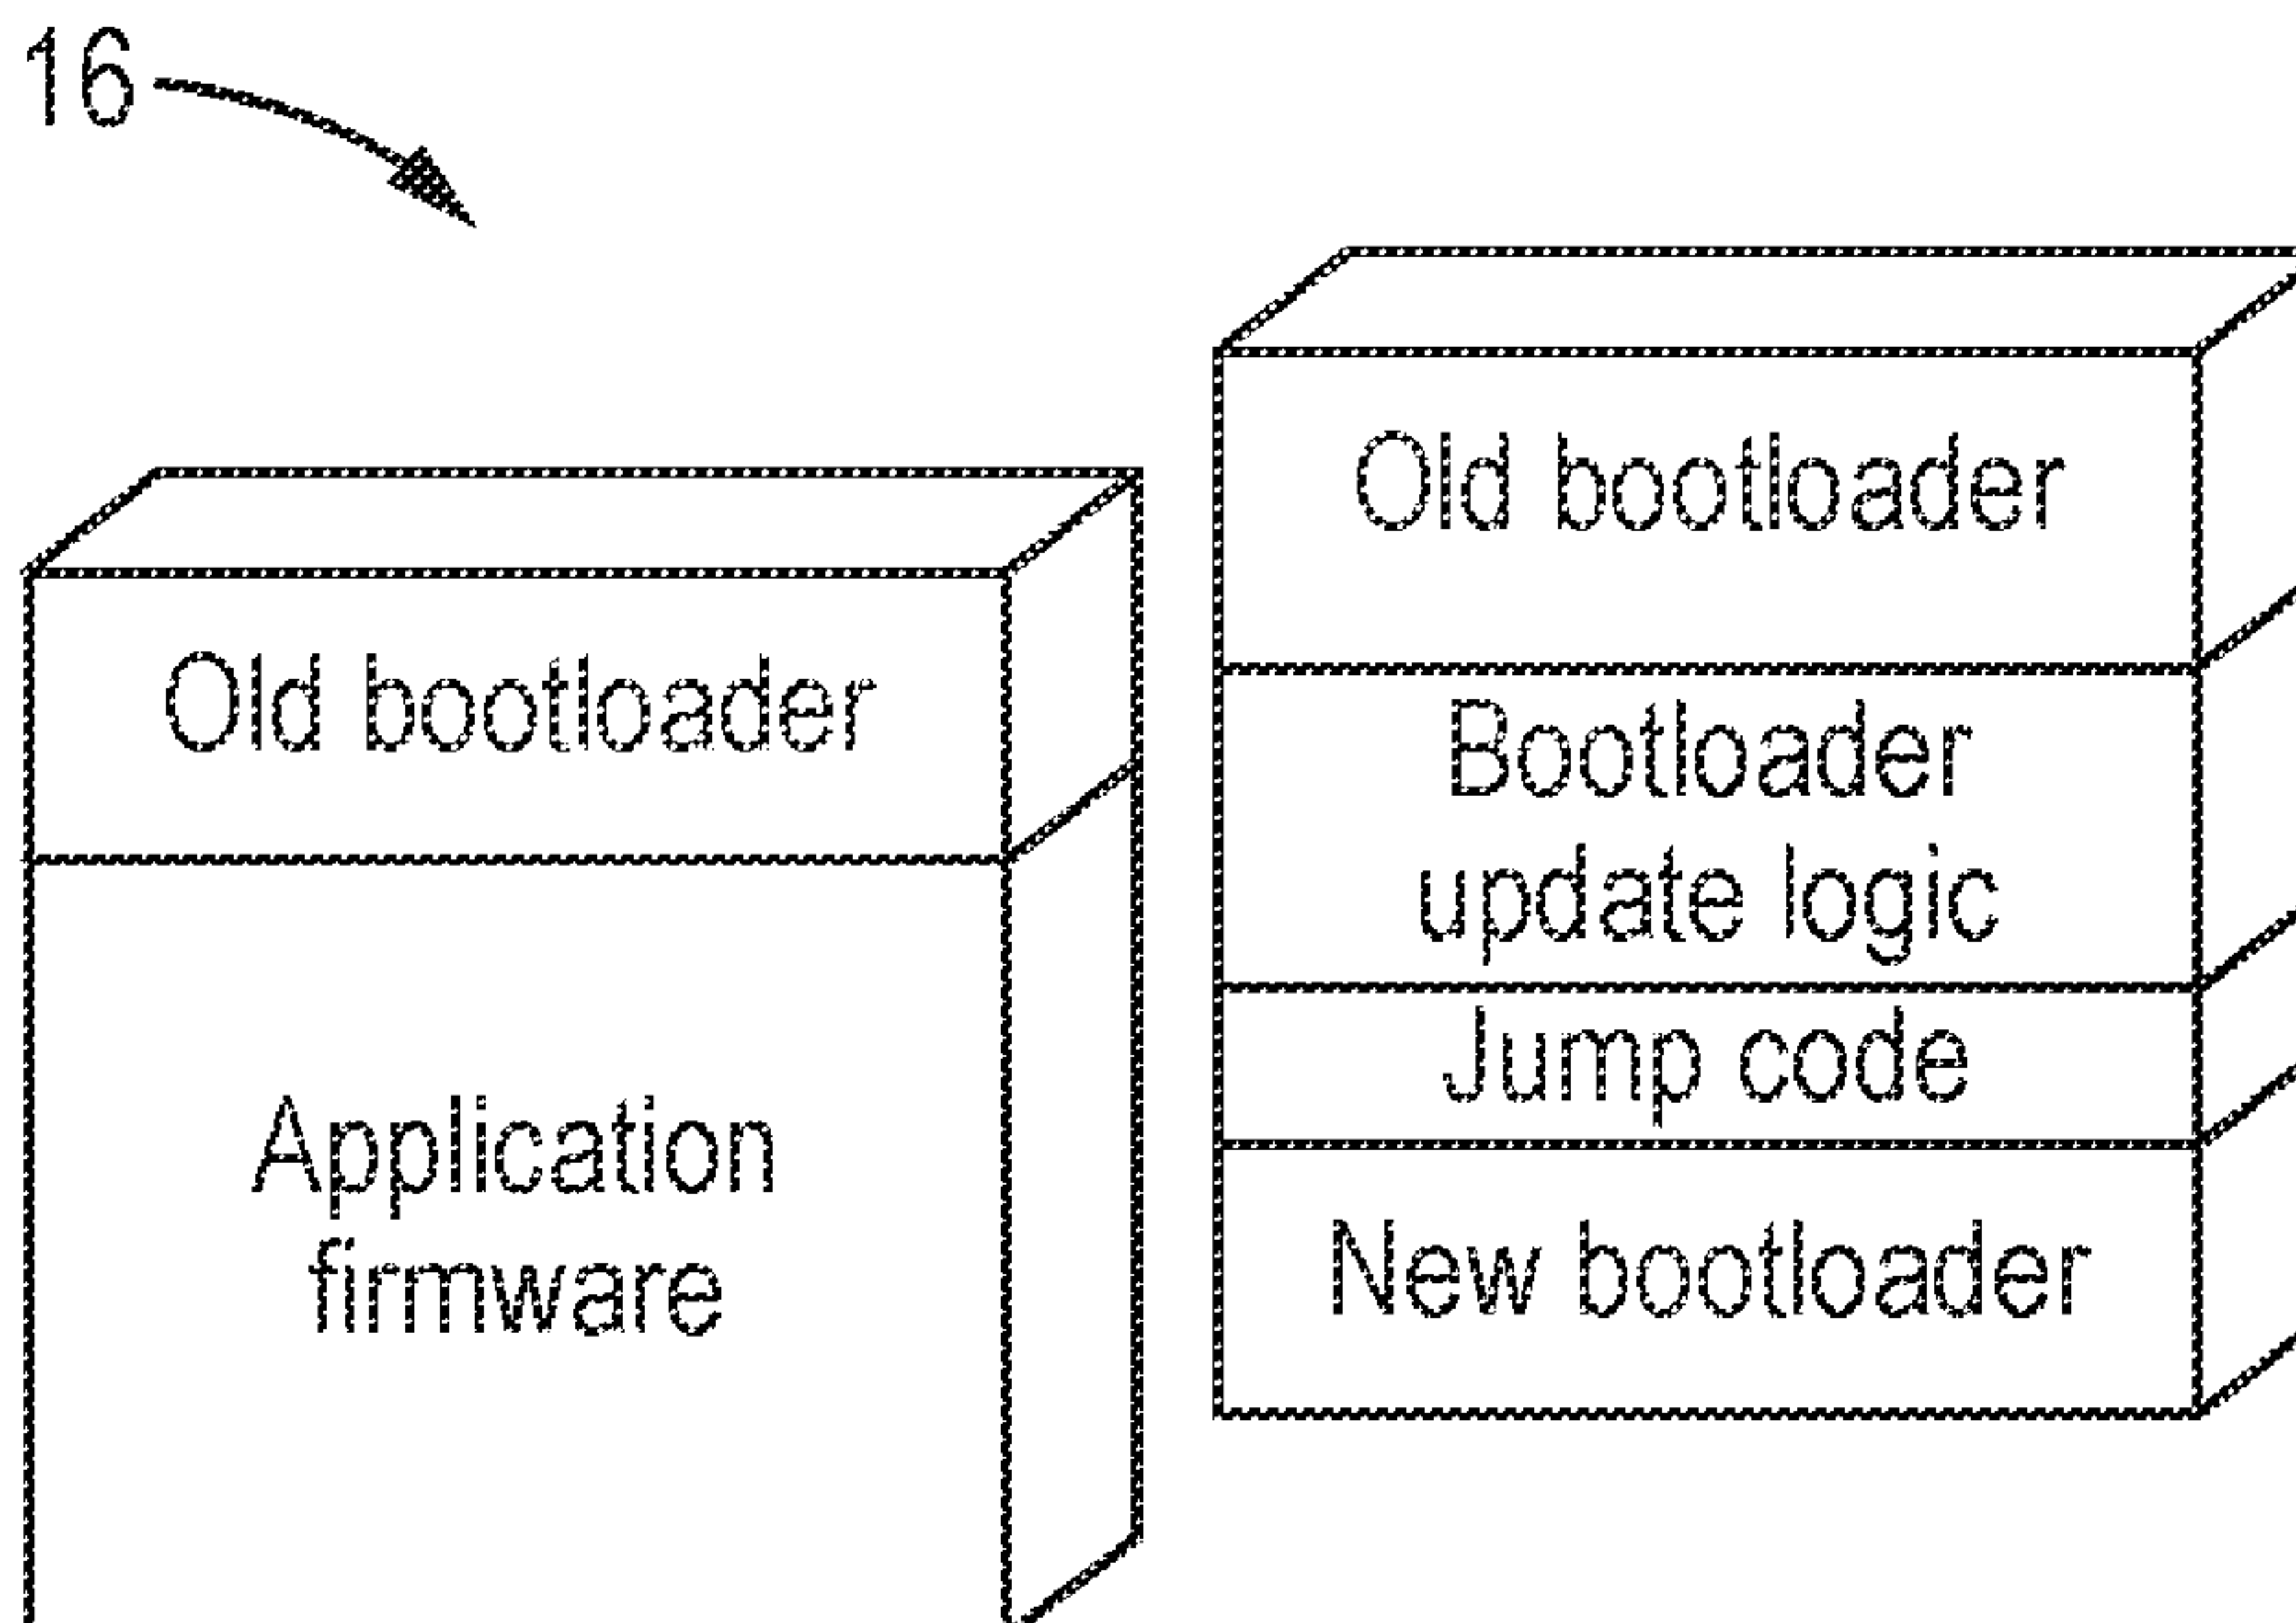 16
Old bootloader
Application
firmware
Old bootloader
Bootloader
update logic
Jump code
New bootloader